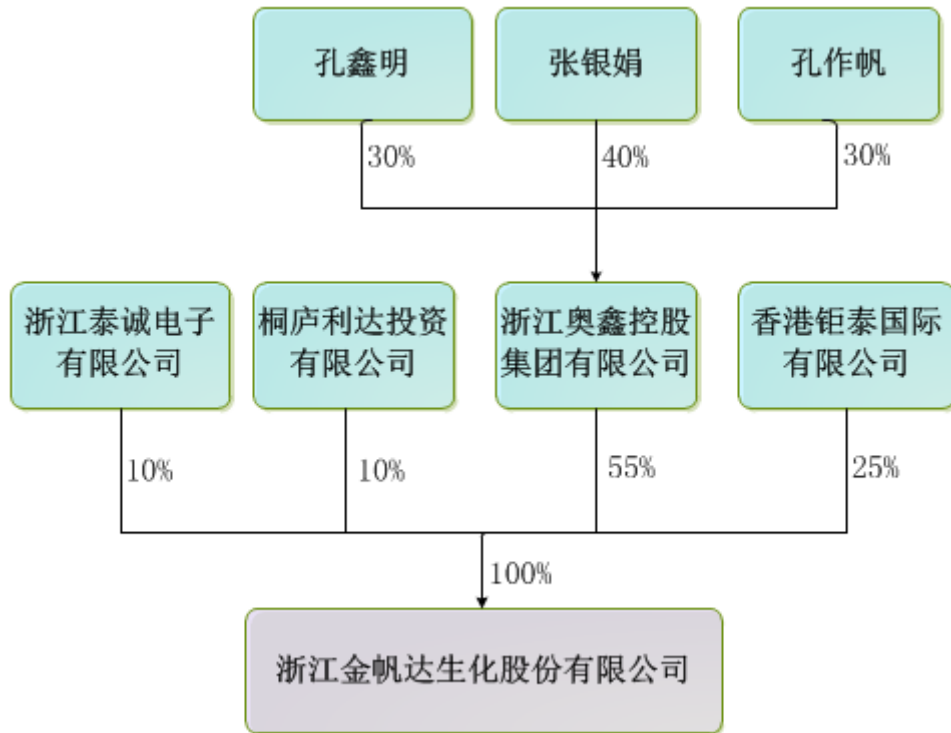 孔鑫明
张银娟
孔作帆
30%
40%
30%
浙江泰诚电子
有限公司
桐庐利达投资
有限公司
浙江奥鑫控股
集团有限公司
香港钜泰国际
有限公司
10%
10%
55%
25%
100%
浙江金帆达生化股份有限公司